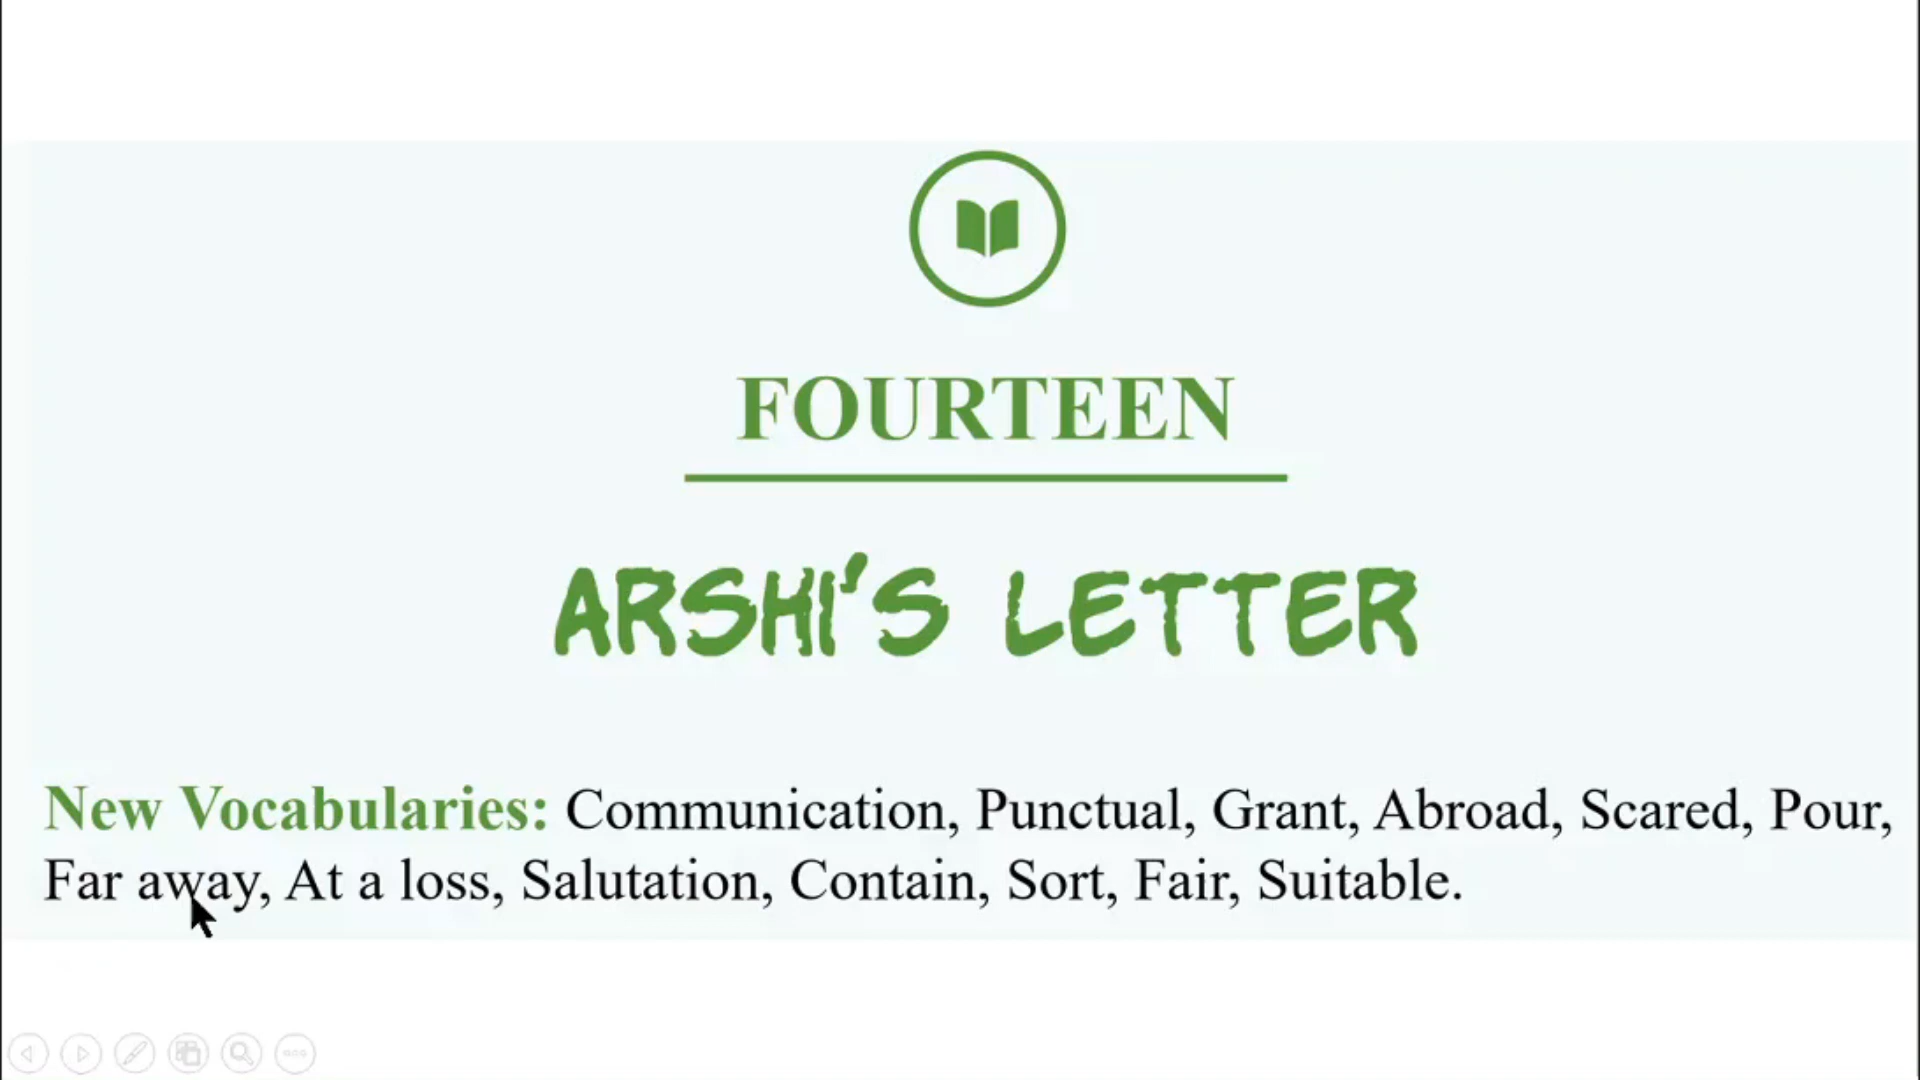 FOURTEEN
ARSHI'S LETTER
New Vocabularies: Communication, Punctual, Grant, Abroad, Scared, Pour,
Far away, At a loss, Salutation, Contain, Sort, Fair, Suitable.